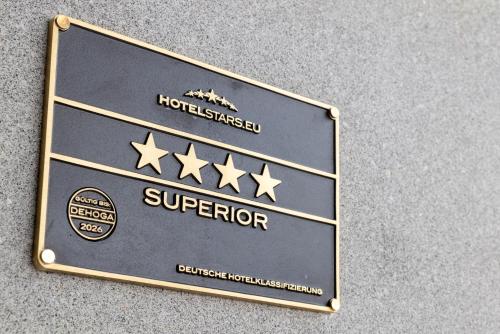 HOTELSTARS.EU
SUPERIOR
GÜLTIG BIS:
DEHOGA
2026
DEUTSCHE HOTELKLASSIFIZIERUNG